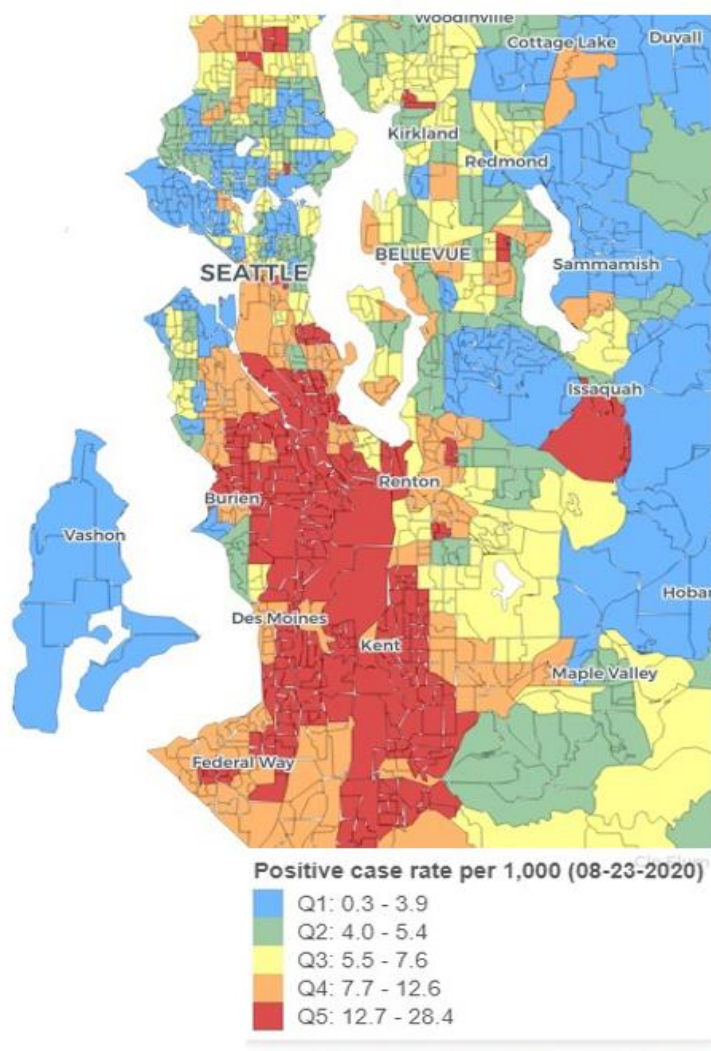 Woodinville
Cottage Lake
Duvall
Kirkland
Redmond
BELLEVUE
SEATTLE
Sammamish
Issaquah
Renton
Burien
Vashon
Hobar
Des Moines
Kent
Maple Valley
Federal Way
Positive case rate per 1,000 (08-23-2020)
Q1: 0.3 - 3.9
Q2: 4.0 - 5.4
Q3: 5.5 - 7.6
Q4: 7.7 - 12.6
Q5: 12.7 - 28.4